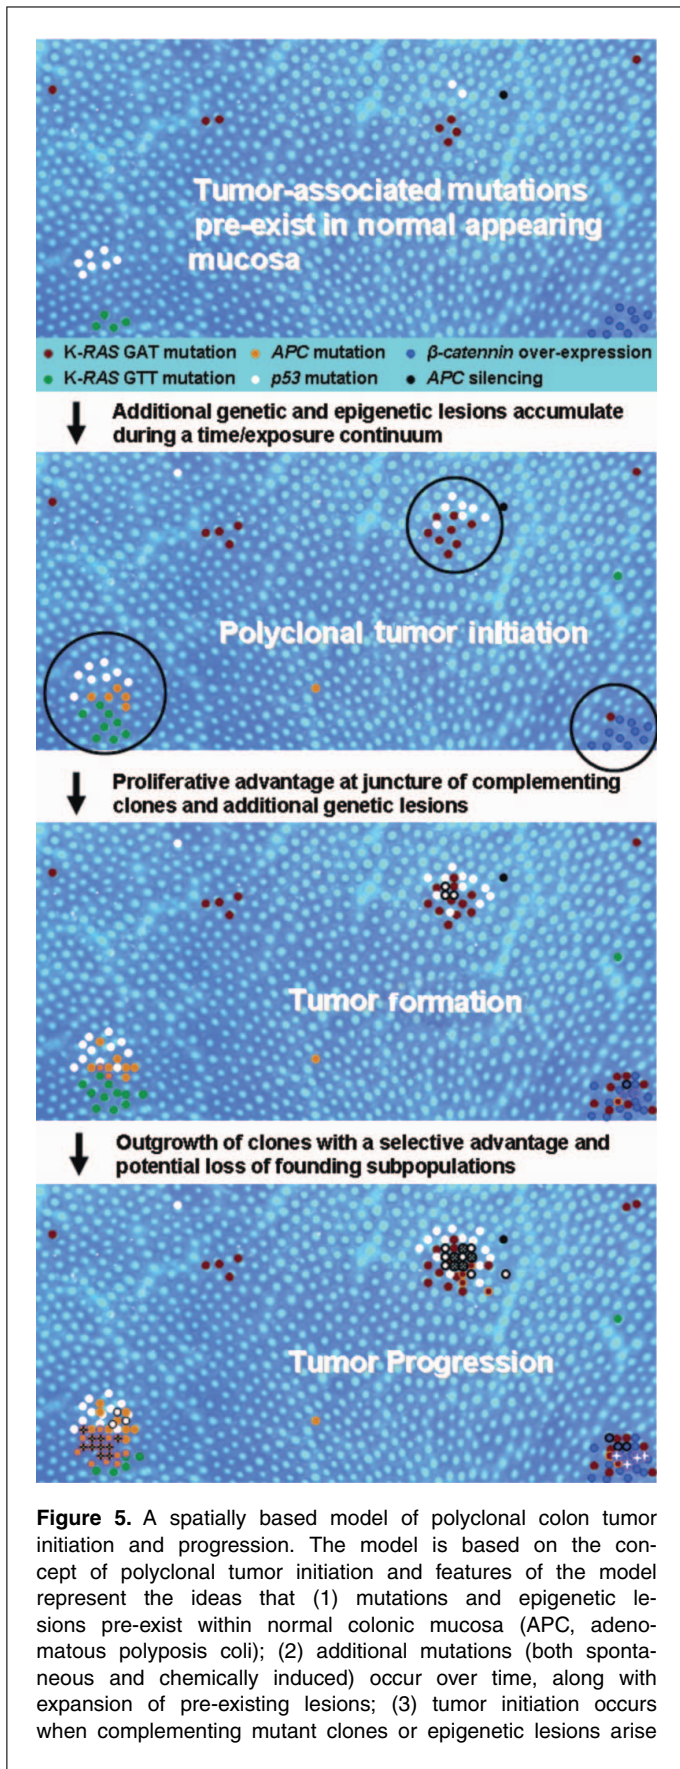 Tumor-associated mutations
pre-exist in normal appearing
mucosa
K-RAS GAT mutation APC mutation β-catennin over-expression
K-RAS GTT mutation p53 mutation APC silencing
Additional genetic and epigenetic lesions accumulate
during a time/exposure continuum
Polyclonal tumor initiation
Proliferative advantage at juncture of complementing
clones and additional genetic lesions
Tumor formation
Outgrowth of clones with a selective advantage and
potential loss of founding subpopulations
Tumor Progression
Figure 5. A spatially based model of polyclonal colon tumor
initiation and progression. The model is based on the con-
cept of polyclonal tumor initiation and features of the model
represent the ideas that (1) mutations and epigenetic le-
sions pre-exist within normal colonic mucosa (APC, adeno-
matous polyposis coli); (2) additional mutations (both sponta-
neous and chemically induced) occur over time, along with
expansion of pre-existing lesions; (3) tumor initiation occurs
when complementing mutant clones or epigenetic lesions arise